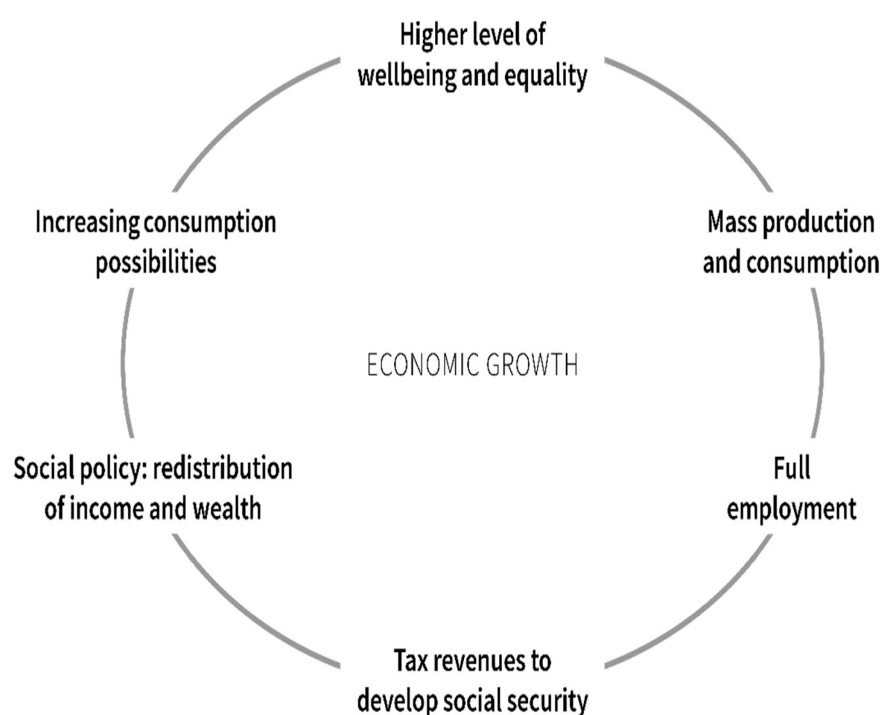 Higher level of
wellbeing and equality
Increasing consumption
possibilities
Mass production
and consumption
ECONOMIC GROWTH
Social policy: redistribution
of income and wealth
Full
employment
Tax revenues to
develop social security